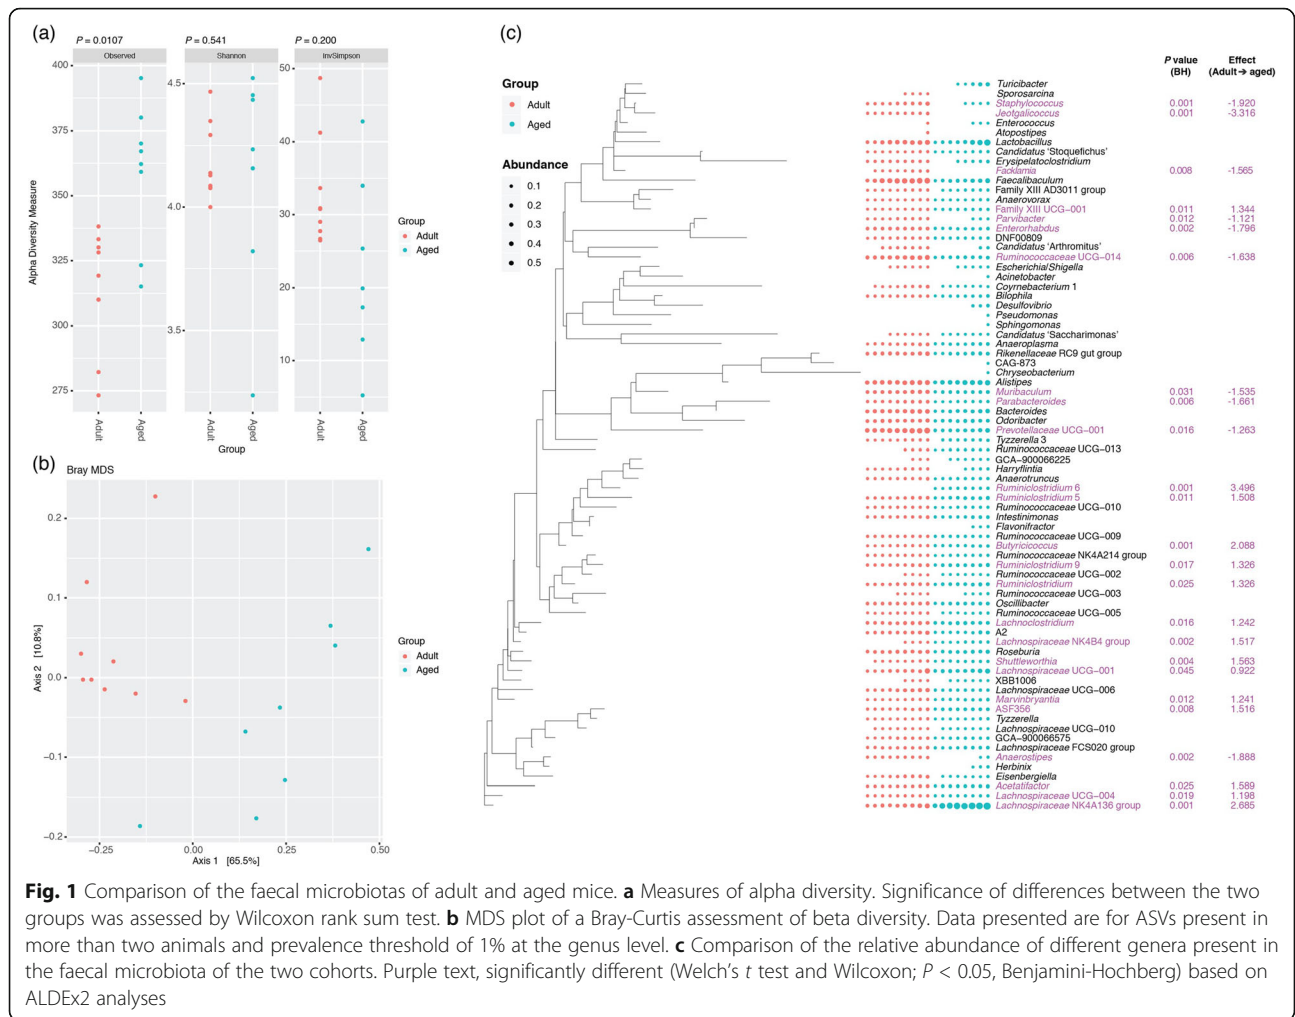 (a)
P = 0.0107
P = 0.541
P = 0.200
Observed
Shannon
InvSimpson
Alpha Diversity Measure
400
375
350
325
300
275
4.5
4.0
3.5
50
40
30
20
10
Adult
Aged
Adult
Aged
Adult
Aged
Group
Group
Adult
Aged
(b)
Bray MDS
Axis 2 [10.8%]
0.2
0.1
0.0
−0.1
−0.2
−0.25
0.00
0.25
0.50
Axis 1 [65.5%]
Group
Adult
Aged
(c)
Group
Adult
Aged
Abundance
0.1
0.2
0.3
0.4
0.5
P value (BH)
Effect (Adult→ aged)
Turicibacter
Sporosarcina
Staphylococcus 0.001 -1.920
Jeotgalicoccus 0.001 -3.316
Enterococcus
Atopostipes
Lactobacillus
Candidatus ‘Stoquefichus’
Erysipelatoclostridium
Facklamia 0.008 -1.565
Faecalibaculum
Family XIII AD3011 group
Anaerovorax
Family XIII UCG−001 0.011 1.344
Parvibacter 0.012 -1.121
Enterorhabdus 0.002 -1.796
DNF00809
Candidatus ‘Arthromitus’
Ruminococcaceae UCG−014 0.006 -1.638
Escherichia/Shigella
Acinetobacter
Coyrnebacterium 1
Bilophila
Desulfovibrio
Pseudomonas
Sphingomonas
Candidatus ‘Saccharimonas’
Anaeroplasma
Rikenellaceae RC9 gut group
CAG-873
Chryseobacterium
Alistipes
Muribaculum 0.031 -1.535
Parabacteroides 0.006 -1.661
Bacteroides
Odoribacter
Prevotellaceae UCG−001 0.016 -1.263
Tyzzerella 3
Ruminococcaceae UCG−013
GCA−900066225
Harryflintia
Anaerotruncus
Ruminiclostridium 6 0.001 3.496
Ruminiclostridium 5 0.011 1.508
Ruminococcaceae UCG−010
Intestinimonas
Flavonifractor
Ruminococcaceae UCG−009
Butyricicoccus 0.001 2.088
Ruminococcaceae NK4A214 group
Ruminiclostridium 9 0.017 1.326
Ruminococcaceae UCG−002
Ruminiclostridium 0.025 1.326
Ruminococcaceae UCG−003
Oscillibacter
Ruminococcaceae UCG−005
Lachnoclostridium 0.016 1.242
A2
Lachnospiraceae NK4B4 group 0.002 1.517
Roseburia
Shuttleworthia 0.004 1.563
Lachnospiraceae UCG−001 0.045 0.922
XBB1006
Lachnospiraceae UCG−006
Marvinbryantia 0.012 1.241
ASF356 0.008 1.516
Tyzzerella
Lachnospiraceae UCG−010
GCA−900066575
Lachnospiraceae FCS020 group
Anaerostipes 0.002 -1.888
Herbinix
Eisenbergiella
Acetatifactor 0.025 1.589
Lachnospiraceae UCG−004 0.019 1.198
Lachnospiraceae NK4A136 group 0.001 2.685
Fig. 1 Comparison of the faecal microbiotas of adult and aged mice. a Measures of alpha diversity. Significance of differences between the two
groups was assessed by Wilcoxon rank sum test. b MDS plot of a Bray-Curtis assessment of beta diversity. Data presented are for ASVs present in
more than two animals and prevalence threshold of 1% at the genus level. c Comparison of the relative abundance of different genera present in
the faecal microbiota of the two cohorts. Purple text, significantly different (Welch’s t test and Wilcoxon; P < 0.05, Benjamini-Hochberg) based on
ALDEx2 analyses